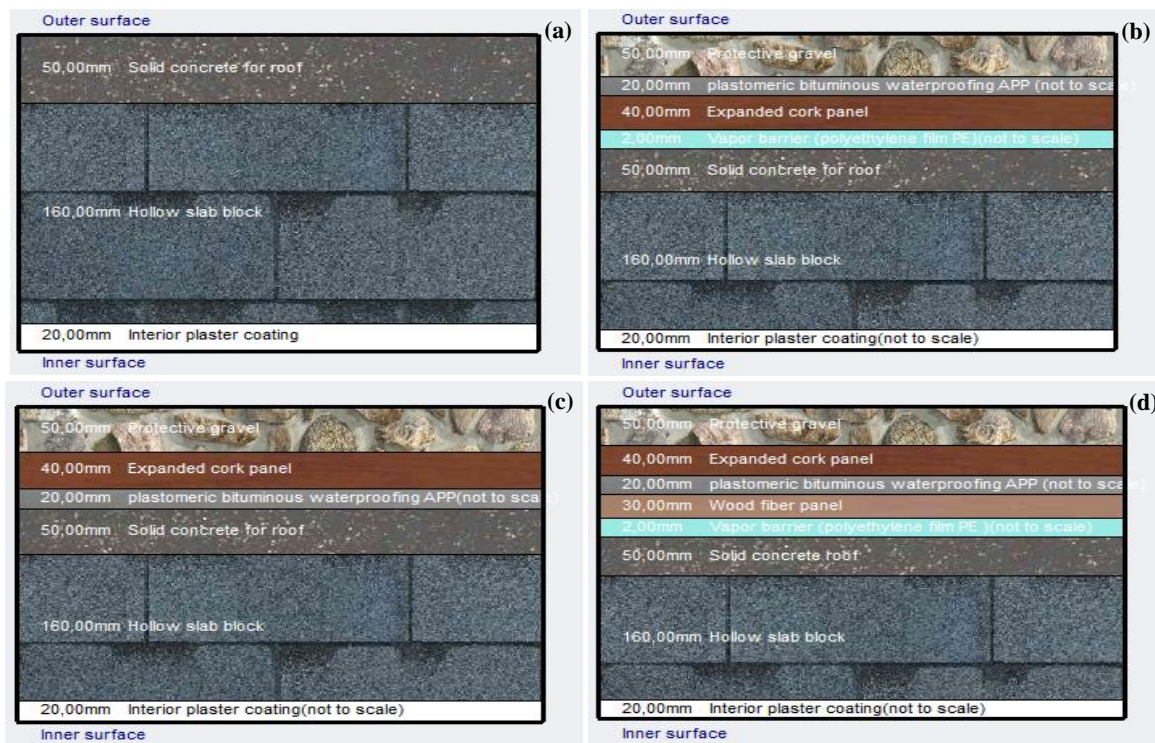 Outer surface
(a)
50,00mm Solid concrete for roof
160,00mm Hollow slab block
20,00mm Interior plaster coating
Inner surface
Outer surface
(b)
50,00mm Protective gravel
20,00mm plastomeric bituminous waterproofing APP (not to scale)
40,00mm Expanded cork panel
2,00mm Vapor barrier (polyethylene film PE)(not to scale)
50,00mm Solid concrete for roof
160,00mm Hollow slab block
20,00mm Interior plaster coating(not to scale)
Inner surface
Outer surface
(c)
50,00mm Protective gravel
40,00mm Expanded cork panel
20,00mm plastomeric bituminous waterproofing APP(not to scale)
50,00mm Solid concrete for roof
160,00mm Hollow slab block
20,00mm Interior plaster coating(not to scale)
Inner surface
Outer surface
(d)
50,00mm Protective gravel
40,00mm Expanded cork panel
20,00mm plastomeric bituminous waterproofing APP (not to scale)
30,00mm Wood fiber panel
2,00mm Vapor barrier (polyethylene film PE )(not to scale)
50,00mm Solid concrete roof
160,00mm Hollow slab block
20,00mm Interior plaster coating(not to scale)
Inner surface